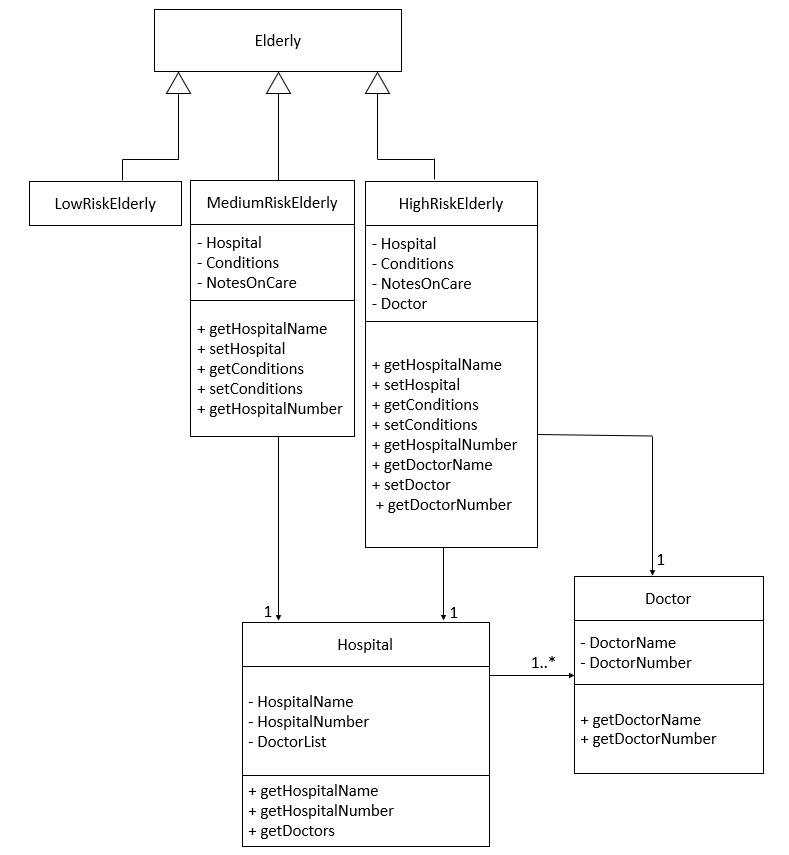 Elderly
LowRiskElderly
MediumRiskElderly
- Hospital
- Conditions
- NotesOnCare
+ getHospitalName
+ setHospital
+ getConditions
+ setConditions
+ getHospitalNumber
HighRiskElderly
- Hospital
- Conditions
- NotesOnCare
- Doctor
+ getHospitalName
+ setHospital
+ getConditions
+ setConditions
+ getHospitalNumber
+ getDoctorName
+ setDoctor
+ getDoctorNumber
1
1
1
Hospital
- HospitalName
- HospitalNumber
- DoctorList
+ getHospitalName
+ getHospitalNumber
+ getDoctors
1..*
Doctor
- DoctorName
- DoctorNumber
+ getDoctorName
+ getDoctorNumber